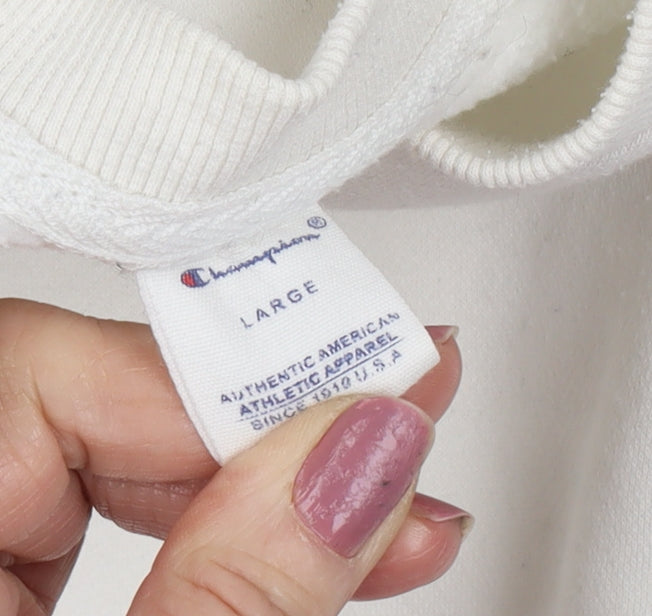 Champion®
LARGE
AUTHENTIC AMERICAN
ATHLETIC APPAREL
SINCE 1919 U.S.A